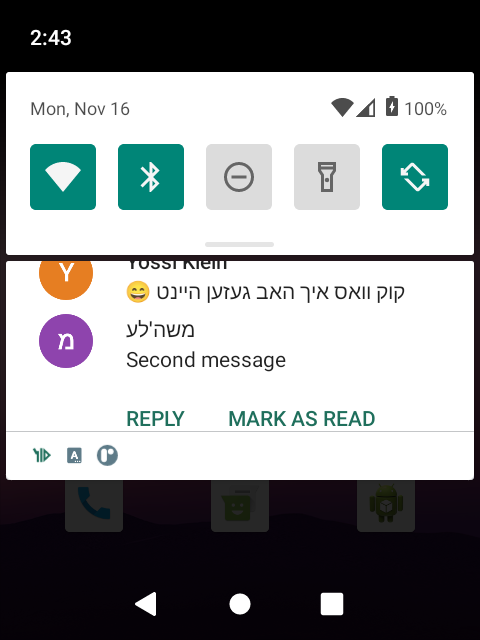 2:43
Mon, Nov 16
100%
Y
Yossi Klein
קוק וואס איך האב געזען היינט 😄
מ
משה'לע
Second message
REPLY
MARK AS READ
A